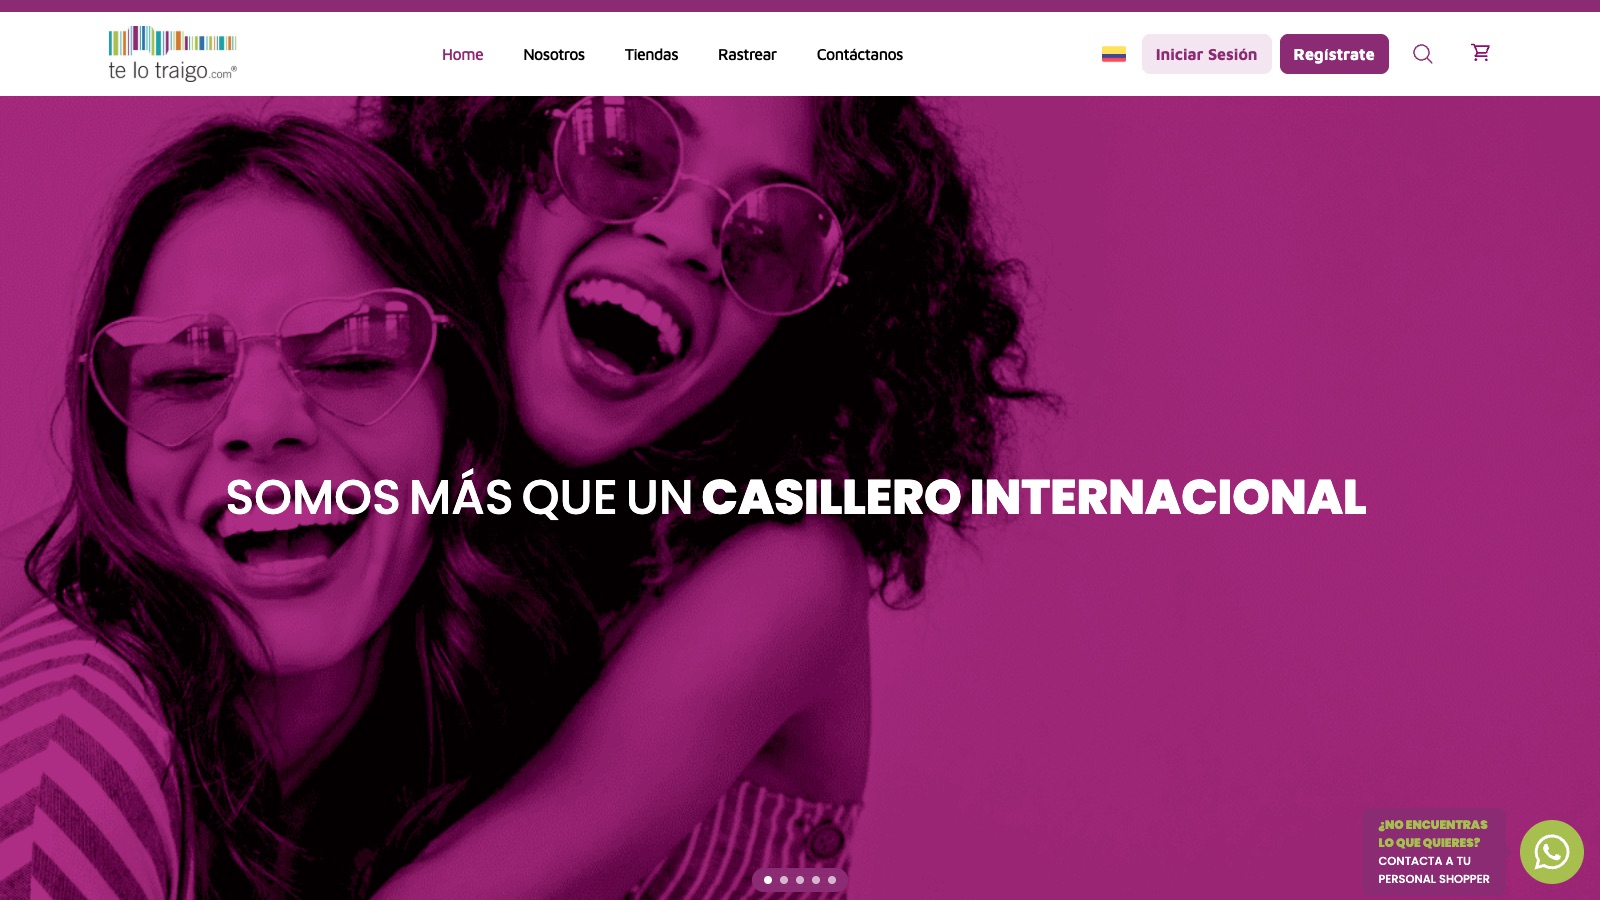 te lo traigo.com®
Home
Nosotros
Tiendas
Rastrear
Contáctanos
Iniciar Sesión
Regístrate
SOMOS MÁS QUE UN CASILLERO INTERNACIONAL
¿NO ENCUENTRAS
LO QUE QUIERES?
CONTACTA A TU
PERSONAL SHOPPER